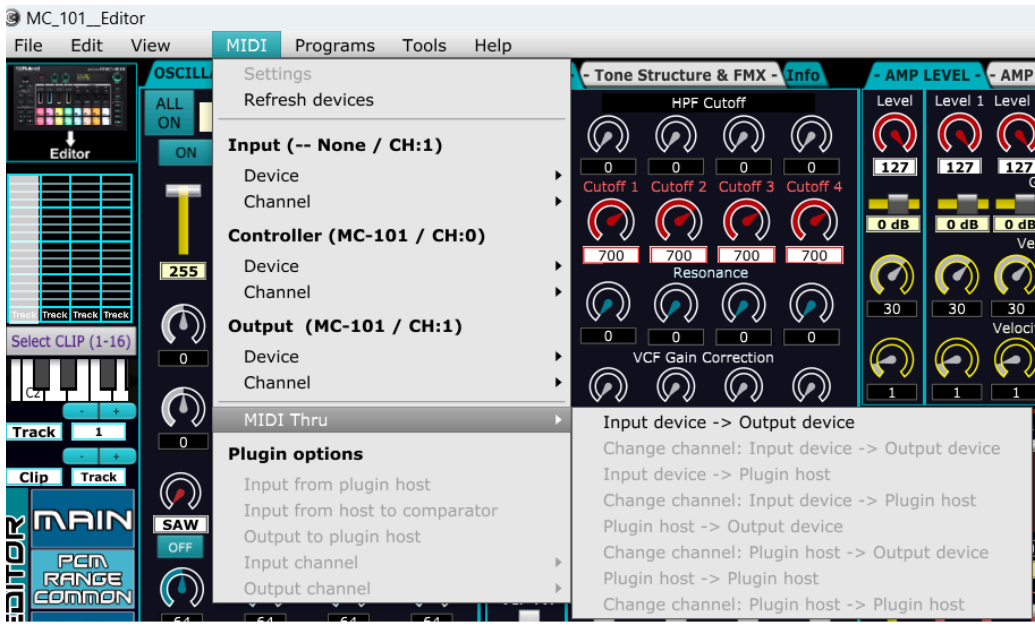 MC_101__Editor
File Edit View MIDI Programs Tools Help
Settings
Refresh devices
Input (-- None / CH:1)
Device
Channel
Controller (MC-101 / CH:0)
Device
Channel
Output (MC-101 / CH:1)
Device
Channel
MIDI Thru
Plugin options
Input from plugin host
Input from host to comparator
Output to plugin host
Input channel
Output channel
Input device -> Output device
Change channel: Input device -> Output device
Input device -> Plugin host
Change channel: Input device -> Plugin host
Plugin host -> Output device
Change channel: Plugin host -> Output device
Plugin host -> Plugin host
Change channel: Plugin host -> Plugin host
Editor
Track Track Track Track
Select CLIP (1-16)
C2
- +
Track 1
- +
Clip Track
MAIN
PCM
RANGE
COMMON
OSCILL
ALL
ON
ON
255
0
0
SAW
OFF
64 64 64 64
- Tone Structure & FMX - Info
HPF Cutoff
0 0 0 0
Cutoff 1 Cutoff 2 Cutoff 3 Cutoff 4
700 700 700 700
Resonance
0 0 0 0
VCF Gain Correction
- AMP LEVEL - - AMP
Level Level 1 Level
127 127 127
0 dB 0 dB 0 dB
Ve
30 30 30
Veloci
1 1 1